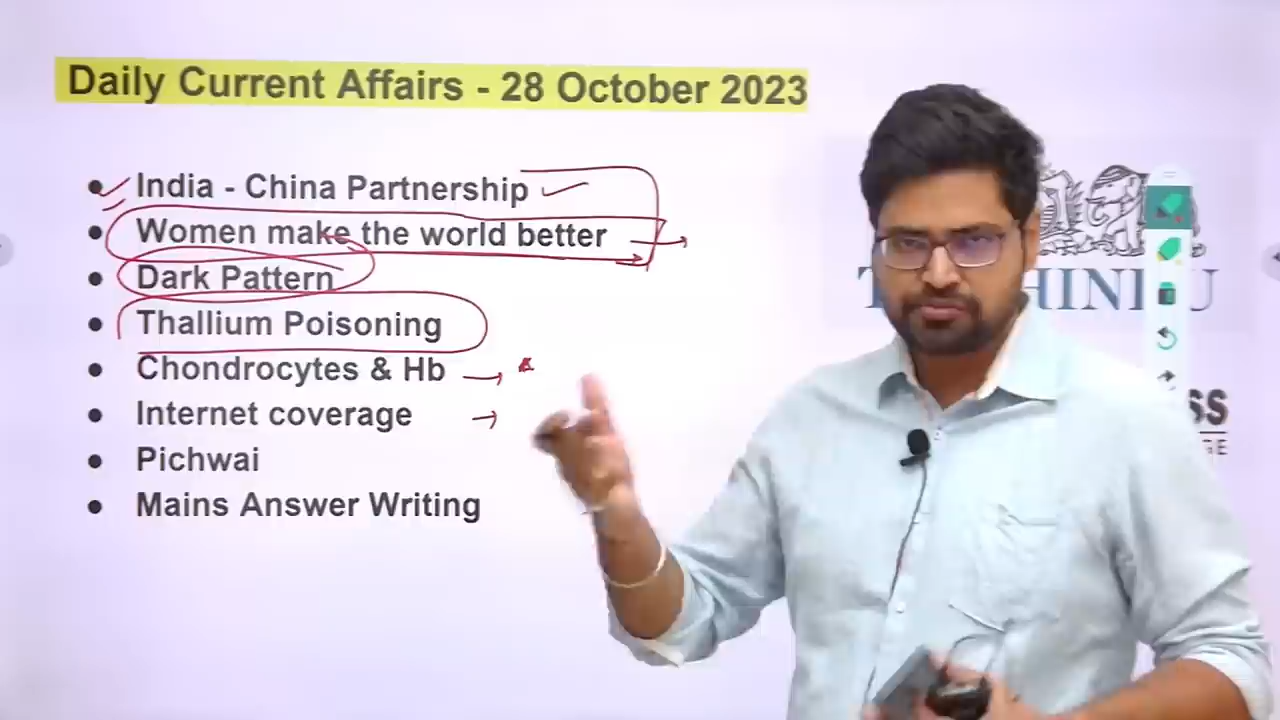 Daily Current Affairs - 28 October 2023
India - China Partnership
Women make the world better
Dark Pattern
Thallium Poisoning
Chondrocytes & Hb
Internet coverage
Pichwai
Mains Answer Writing